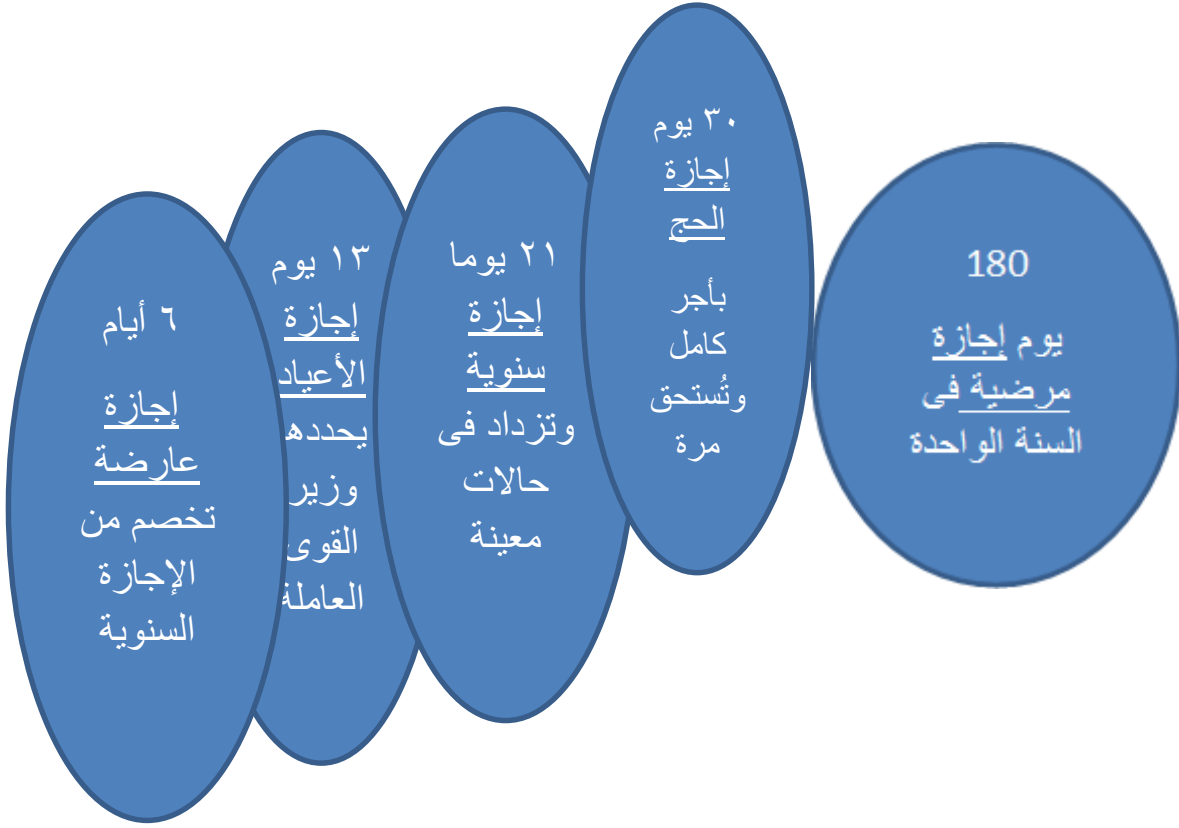 180
يوم إجازة
مرضية فى
السنة الواحدة
٣٠ يوم
إجازة
الحج
بأجر
كامل
وتُستحق
مرة
٢١ يوما
إجازة
سنوية
وتزداد فى
حالات
معينة
١٣ يوم
إجازة
الأعياد
يحددها
وزير
القوى
العاملة
٦ أيام
إجازة
عارضة
تخصم من
الإجازة
السنوية